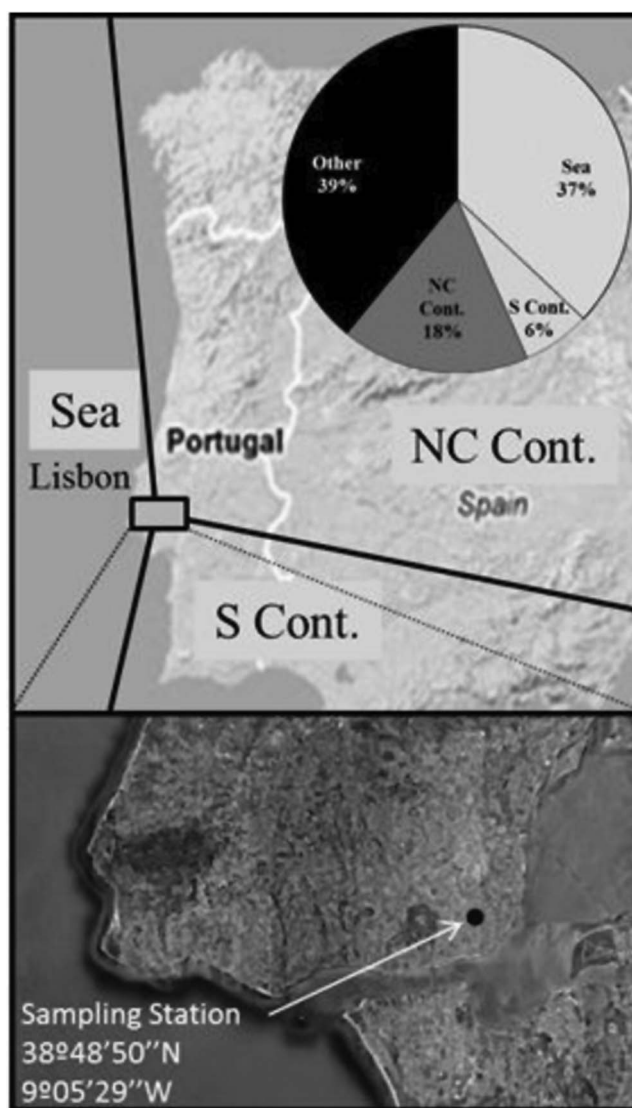 Other
39%
Sea
37%
NC
Cont.
18%
S Cont.
6%
Sea
Portugal
NC Cont.
Lisbon
Spain
S Cont.
Sampling Station
38º48’50’’N
9º05’29’’W